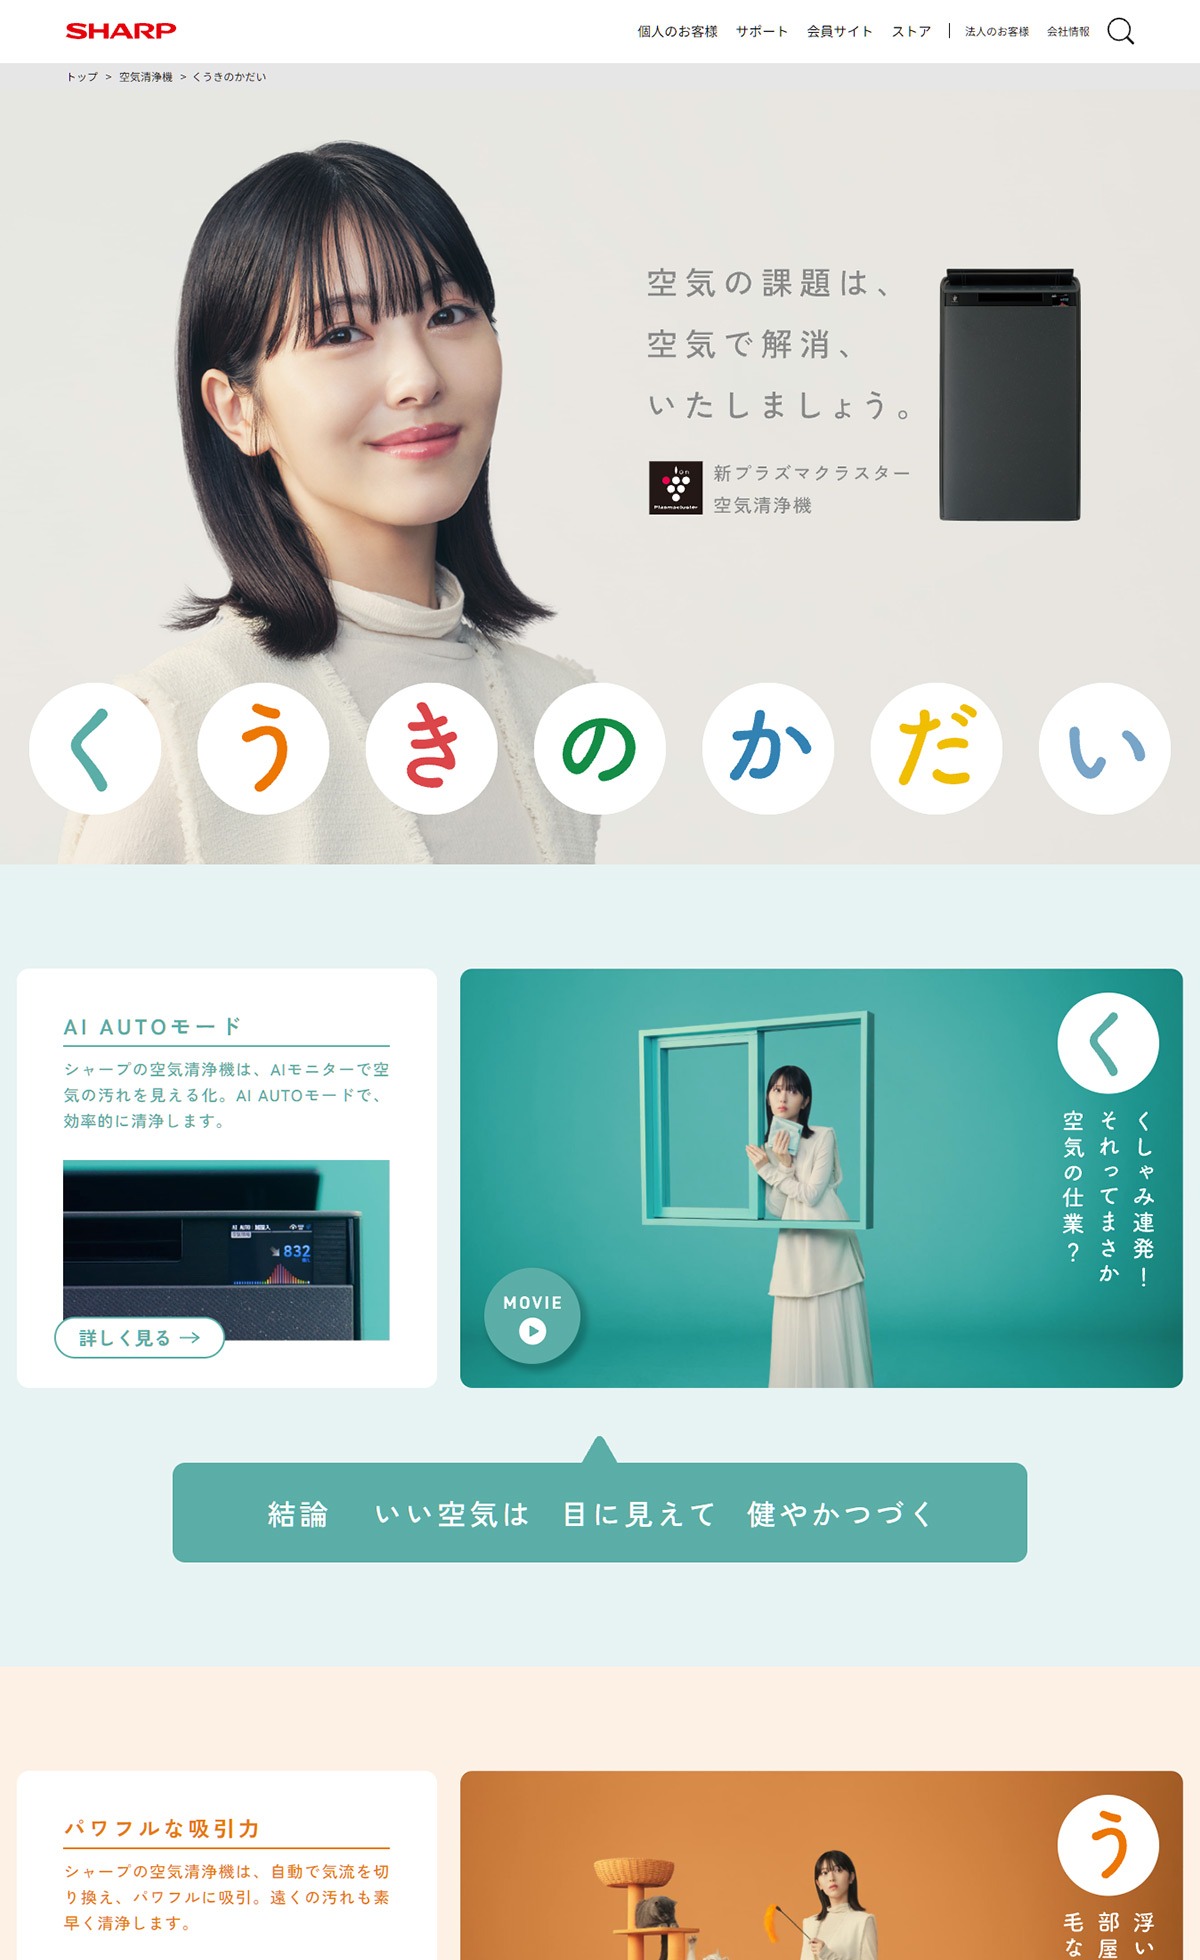 SHARP
個人のお客様 サポート 会員サイト ストア 法人のお客様 会社情報
トップ > 空気清浄機 > くうきのかだい
空気の課題は、
空気で解消、
いたしましょう。
ion
Plasmacluster
新プラズマクラスター
空気清浄機
くうきのかだい
AI AUTOモード
シャープの空気清浄機は、AIモニターで空
気の汚れを見える化。AI AUTOモードで、
効率的に清浄します。
832
詳しく見る
く
くしゃみ連発!
それってまさか
空気の仕業?
MOVIE
結論 いい空気は 目に見えて 健やかつづく
パワフルな吸引力
シャープの空気清浄機は、自動で気流を切
り換え、パワフルに吸引。遠くの汚れも素
早く清浄します。
う
浮い
部屋
毛な